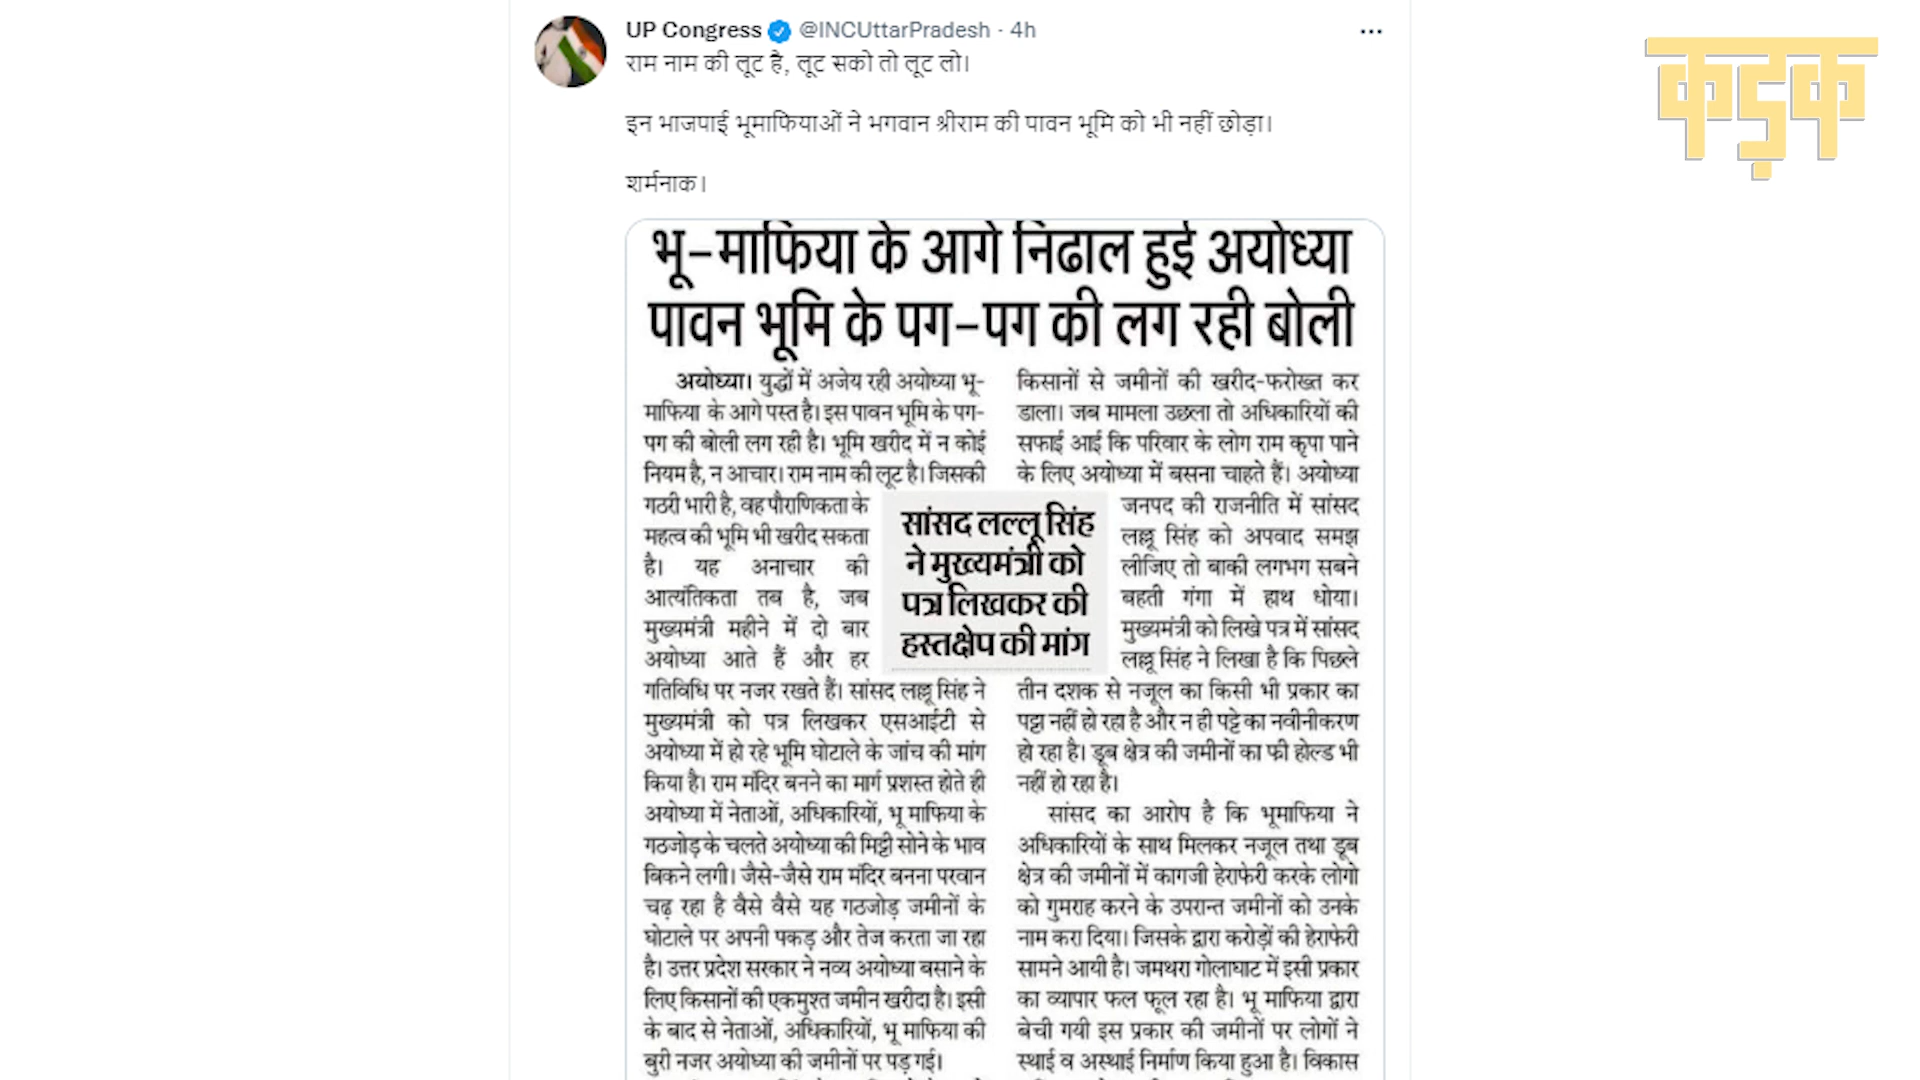 UP Congress @INCUttarPradesh · 4h
राम नाम की लूट है, लूट सको तो लूट लो।
इन भाजपाई भूमाफियाओं ने भगवान श्रीराम की पावन भूमि को भी नहीं छोड़ा।
शर्मनाक।
कड़क
भू-माफिया के आगे निढाल हुई अयोध्या
पावन भूमि के पग-पग की लग रही बोली
अयोध्या। युद्धों में अजेय रही अयोध्या भू-
माफिया के आगे पस्त है। इस पावन भूमि के पग-
पग की बोली लग रही है। भूमि खरीद में न कोई
नियम है, न आचार। राम नाम की लूट है। जिसकी
गठरी भारी है, वह पौराणिकता के
महत्व की भूमि भी खरीद सकता
है। यह अनाचार की
आत्यंतिकता तब है, जब
मुख्यमंत्री महीने में दो बार
अयोध्या आते हैं और हर
गतिविधि पर नजर रखते हैं। सांसद लल्लू सिंह ने
मुख्यमंत्री को पत्र लिखकर एसआईटी से
अयोध्या में हो रहे भूमि घोटाले के जांच की मांग
किया है। राम मंदिर बनने का मार्ग प्रशस्त होते ही
अयोध्या में नेताओं, अधिकारियों, भू माफिया के
गठजोड़ के चलते अयोध्या की मिट्टी सोने के भाव
बिकने लगी। जैसे-जैसे राम मंदिर बनना परवान
चढ़ रहा है वैसे वैसे यह गठजोड़ जमीनों के
घोटाले पर अपनी पकड़ और तेज करता जा रहा
है। उत्तर प्रदेश सरकार ने नव्य अयोध्या बसाने के
लिए किसानों की एकमुश्त जमीन खरीदा है। इसी
के बाद से नेताओं, अधिकारियों, भू माफिया की
बुरी नजर अयोध्या की जमीनों पर पड़ गई।
सांसद लल्लू सिंह
ने मुख्यमंत्री को
पत्र लिखकर की
हस्तक्षेप की मांग
किसानों से जमीनों की खरीद-फरोख्त कर
डाला। जब मामला उछला तो अधिकारियों की
सफाई आई कि परिवार के लोग राम कृपा पाने
के लिए अयोध्या में बसना चाहते हैं। अयोध्या
जनपद की राजनीति में सांसद
लल्लू सिंह को अपवाद समझ
लीजिए तो बाकी लगभग सबने
बहती गंगा में हाथ धोया।
मुख्यमंत्री को लिखे पत्र में सांसद
लल्लू सिंह ने लिखा है कि पिछले
तीन दशक से नजूल का किसी भी प्रकार का
पट्टा नहीं हो रहा है और न ही पट्टे का नवीनीकरण
हो रहा है। डूब क्षेत्र की जमीनों का फ्री होल्ड भी
नहीं हो रहा है।
सांसद का आरोप है कि भूमाफिया ने
अधिकारियों के साथ मिलकर नजूल तथा डूब
क्षेत्र की जमीनों में कागजी हेराफेरी करके लोगो
को गुमराह करने के उपरान्त जमीनों को उनके
नाम करा दिया। जिसके द्वारा करोड़ों की हेराफेरी
सामने आयी है। जमथरा गोलाघाट में इसी प्रकार
का व्यापार फल फूल रहा है। भू माफिया द्वारा
बेची गयी इस प्रकार की जमीनों पर लोगों ने
स्थाई व अस्थाई निर्माण किया हुआ है। विकास